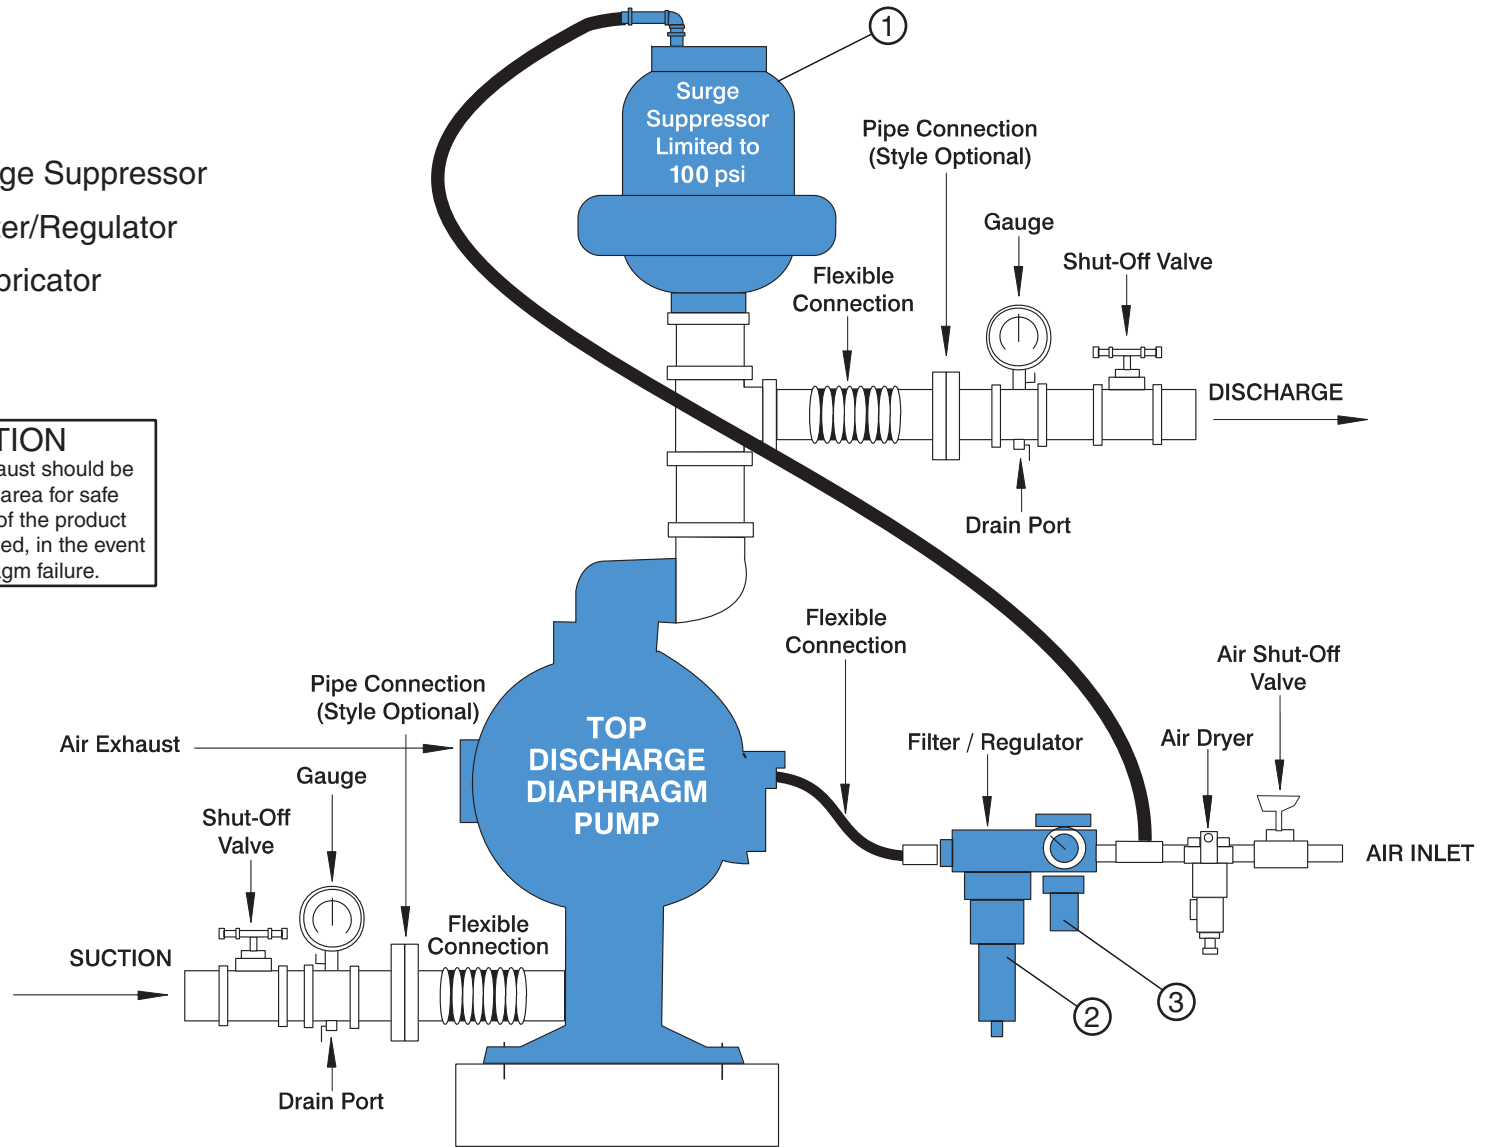 1
Surge
Suppressor
Limited to
100 psi
Pipe Connection
(Style Optional)
Gauge
Shut-Off Valve
Flexible
Connection
DISCHARGE
Drain Port
ge Suppressor
ter/Regulator
bricator
TION
aust should be
area for safe
of the product
ed, in the event
agm failure.
Flexible
Connection
Air Shut-Off
Valve
Pipe Connection
(Style Optional)
Air Exhaust
TOP
DISCHARGE
DIAPHRAGM
PUMP
Filter / Regulator
Air Dryer
Gauge
Shut-Off
Valve
AIR INLET
Flexible
Connection
SUCTION
2
3
Drain Port